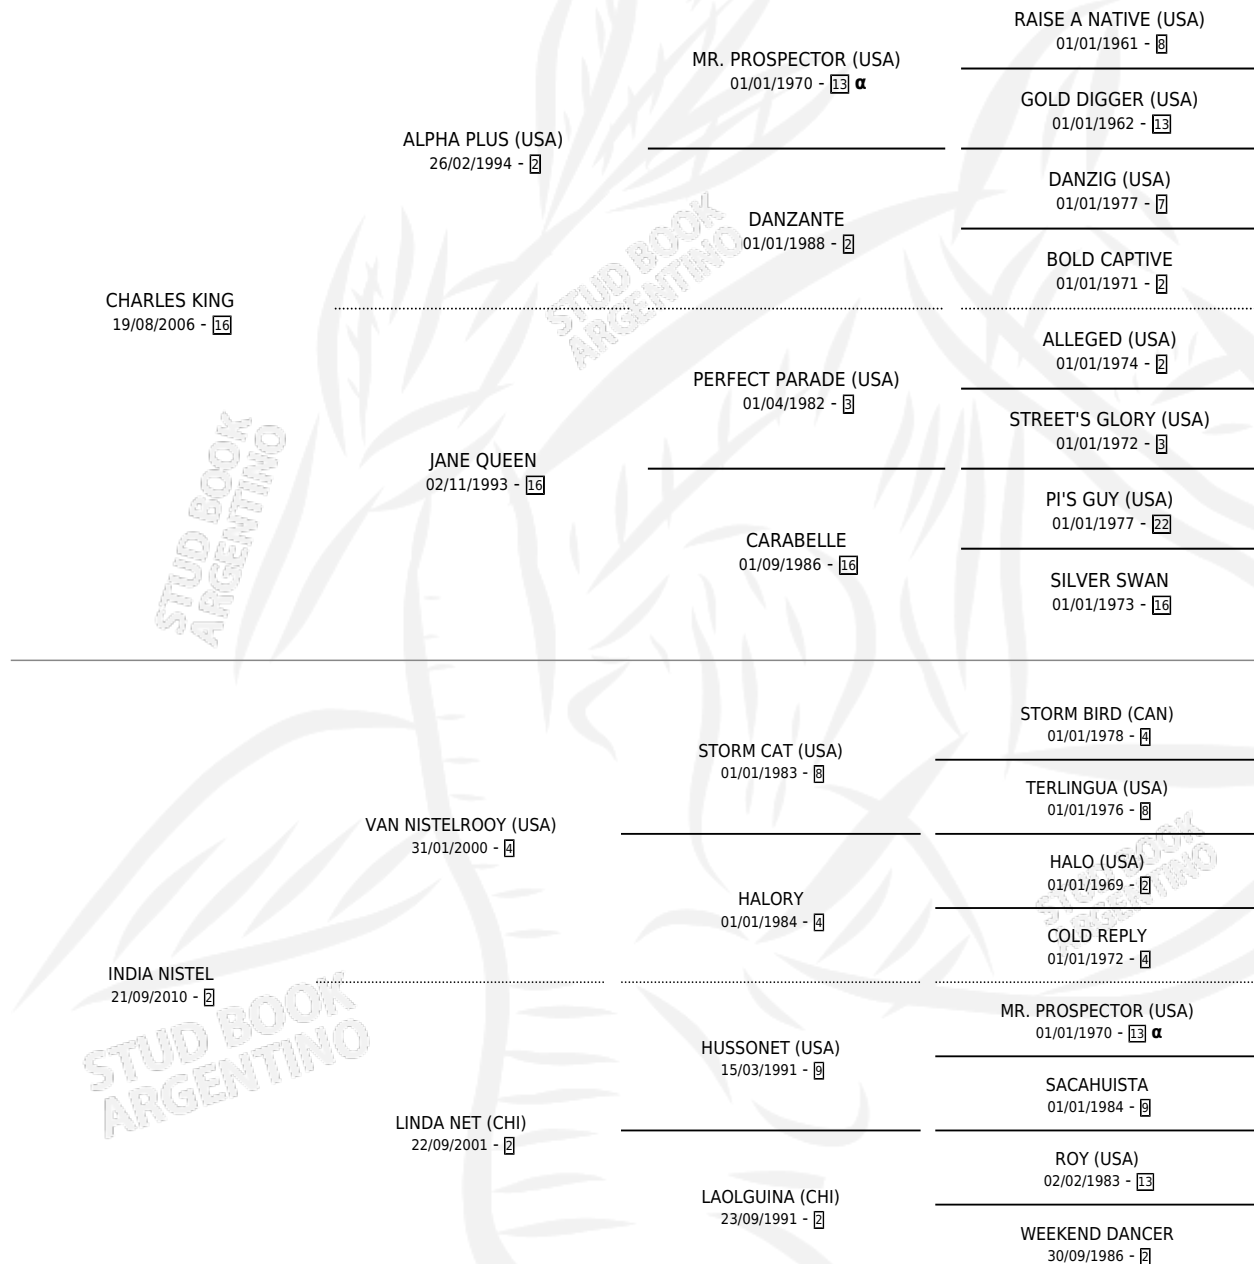 RAISE A NATIVE (USA)
01/01/1961 - 8
MR. PROSPECTOR (USA)
01/01/1970 - 13 α
GOLD DIGGER (USA)
01/01/1962 - 13
ALPHA PLUS (USA)
26/02/1994 - 2
DANZIG (USA)
01/01/1977 - 7
DANZANTE
01/01/1988 - 2
BOLD CAPTIVE
01/01/1971 - 2
CHARLES KING
19/08/2006 - 16
STUD BOOK
ARGENTINO
ALLEGED (USA)
01/01/1974 - 2
PERFECT PARADE (USA)
01/04/1982 - 3
STREET'S GLORY (USA)
01/01/1972 - 3
JANE QUEEN
02/11/1993 - 16
PI'S GUY (USA)
01/01/1977 - 22
CARABELLE
01/09/1986 - 16
SILVER SWAN
01/01/1973 - 16
STUD BOOK
ARGENTINO
STORM BIRD (CAN)
01/01/1978 - 4
STORM CAT (USA)
01/01/1983 - 8
TERLINGUA (USA)
01/01/1976 - 8
VAN NISTELROOY (USA)
31/01/2000 - 4
HALO (USA)
01/01/1969 - 2
HALORY
01/01/1984 - 4
COLD REPLY
01/01/1972 - 4
STUD BOOK
ARGENTINO
INDIA NISTEL
21/09/2010 - 2
STUD BOOK
ARGENTINO
MR. PROSPECTOR (USA)
01/01/1970 - 13 α
HUSSONET (USA)
15/03/1991 - 9
SACAHUISTA
01/01/1984 - 9
LINDA NET (CHI)
22/09/2001 - 2
ROY (USA)
02/02/1983 - 13
LAOLGUINA (CHI)
23/09/1991 - 2
WEEKEND DANCER
30/09/1986 - 2